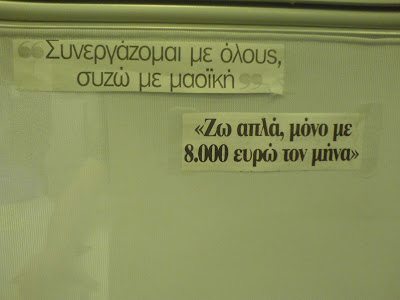 “Συνεργάζομαι με όλους,
συζώ με μαοϊκή”
«Ζω απλά, μόνο με
8.000 ευρώ τον μήνα»